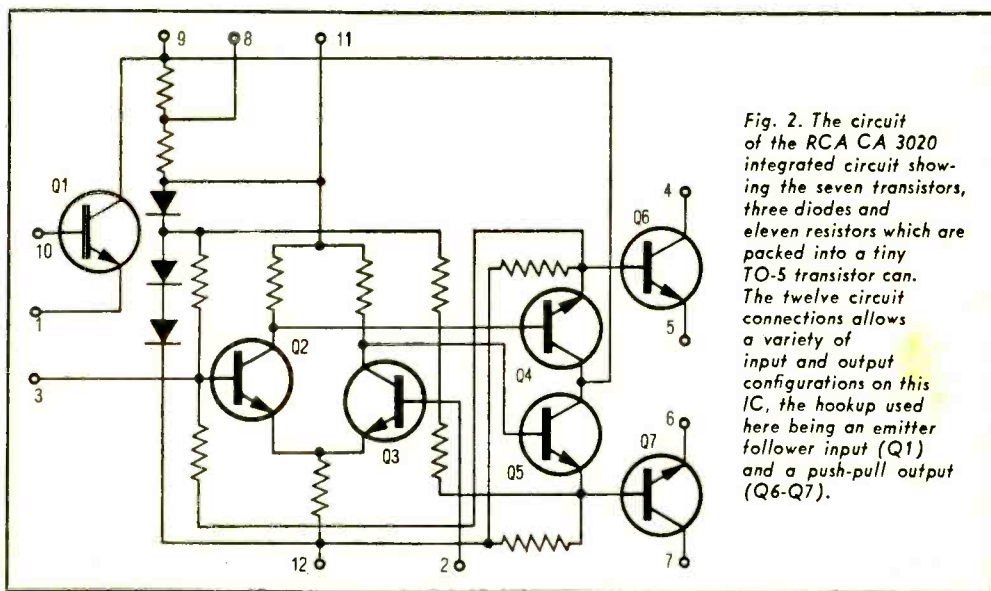 9
8
11
Q1
10
1
3
Q2
Q3
Q4
Q5
Q6
Q7
4
5
6
7
12
2
Fig. 2. The circuit
of the RCA CA 3020
integrated circuit show-
ing the seven transistors,
three diodes and
eleven resistors which are
packed into a tiny
TO-5 transistor can.
The twelve circuit
connections allows
a variety of
input and output
configurations on this
IC, the hookup used
here being an emitter
follower input (Q1)
and a push-pull output
(Q6-Q7).